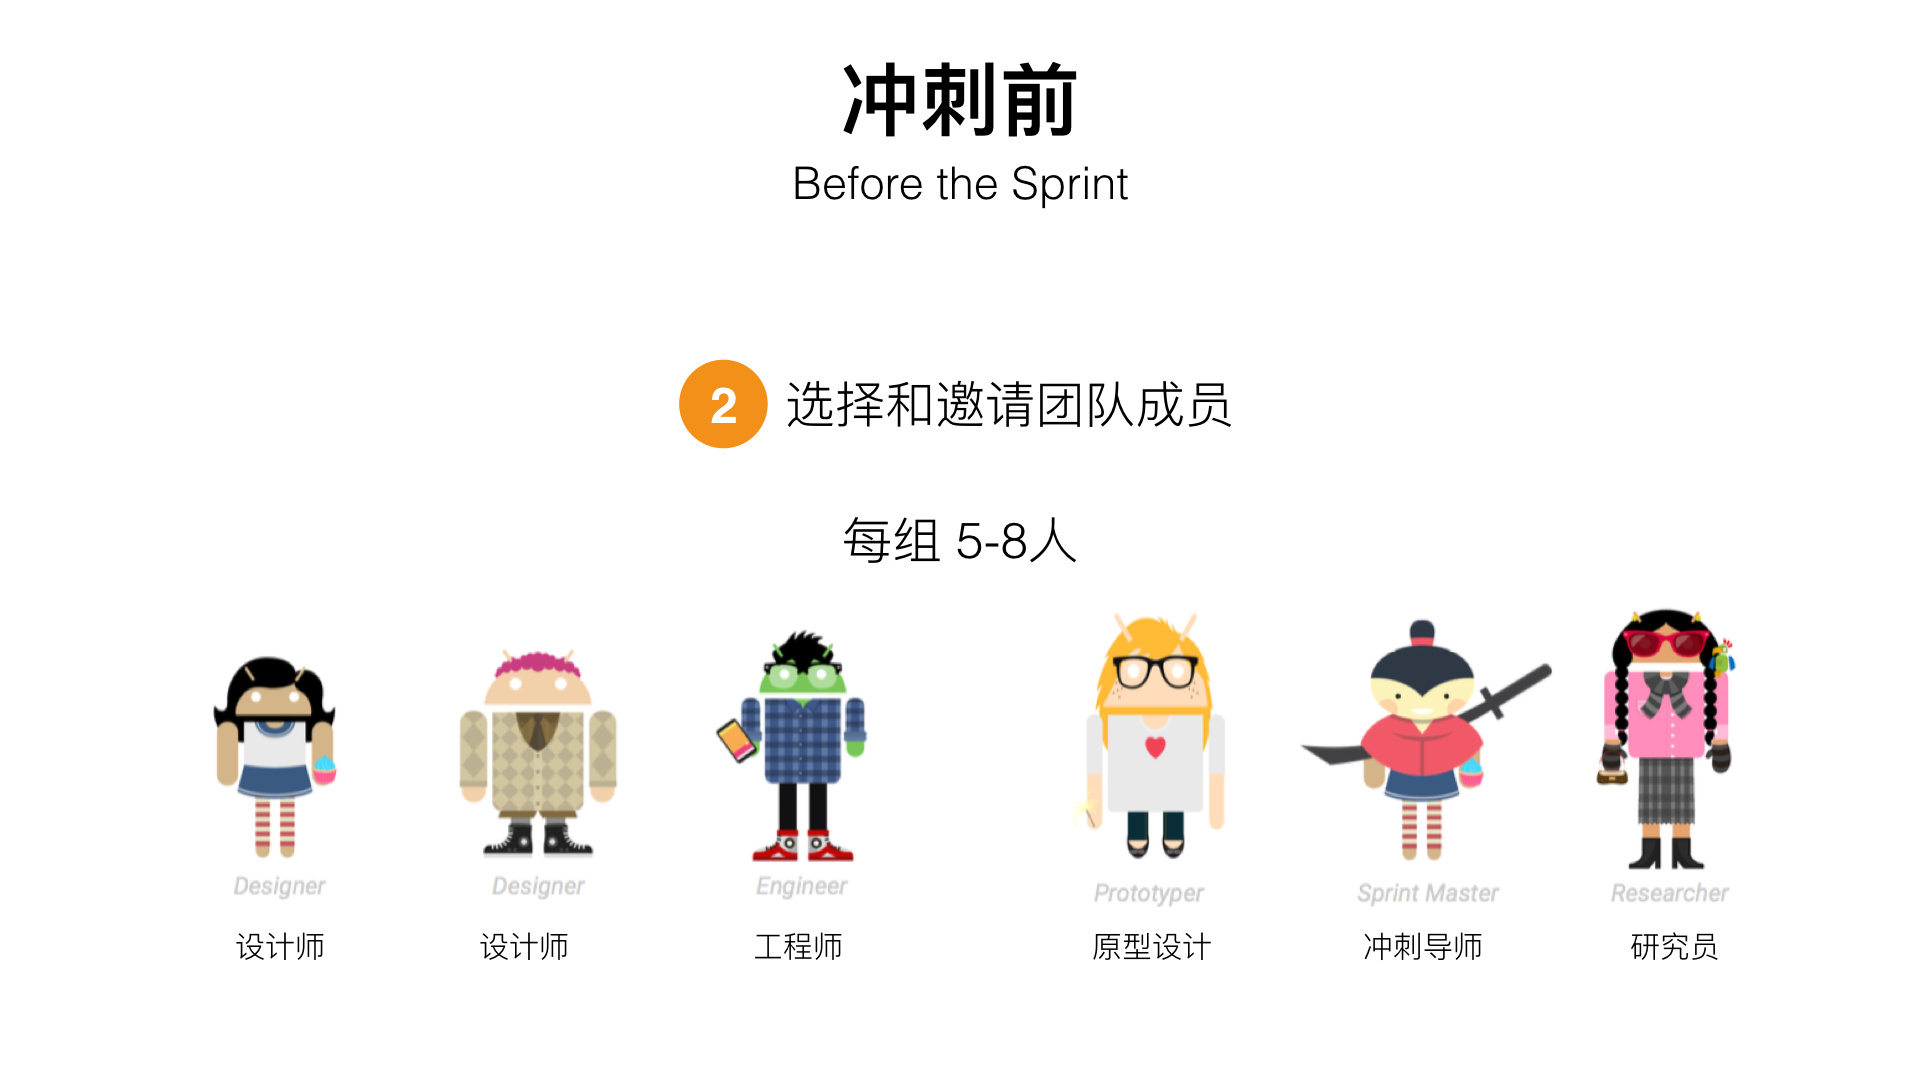 冲刺前
Before the Sprint
2 选择和邀请团队成员
每组 5-8人
Designer Designer Engineer Prototyper Sprint Master Researcher
设计师 设计师 工程师 原型设计 冲刺导师 研究员